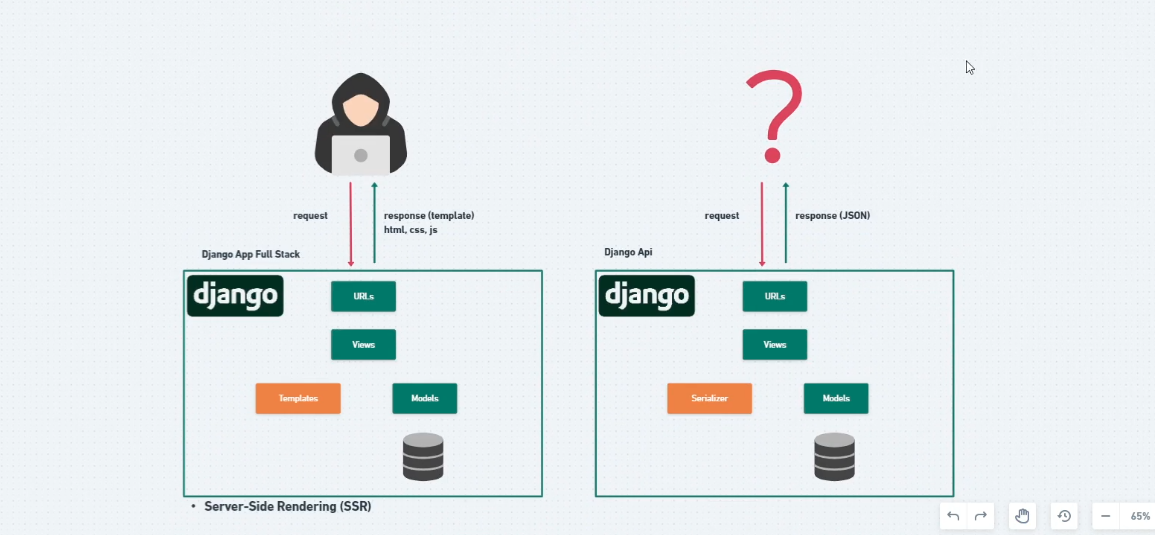 request
response (template)
html, css, js
Django App Full Stack
django
URLs
Views
Templates
Models
• Server-Side Rendering (SSR)
?
request
response (JSON)
Django Api
django
URLs
Views
Serializer
Models
65%